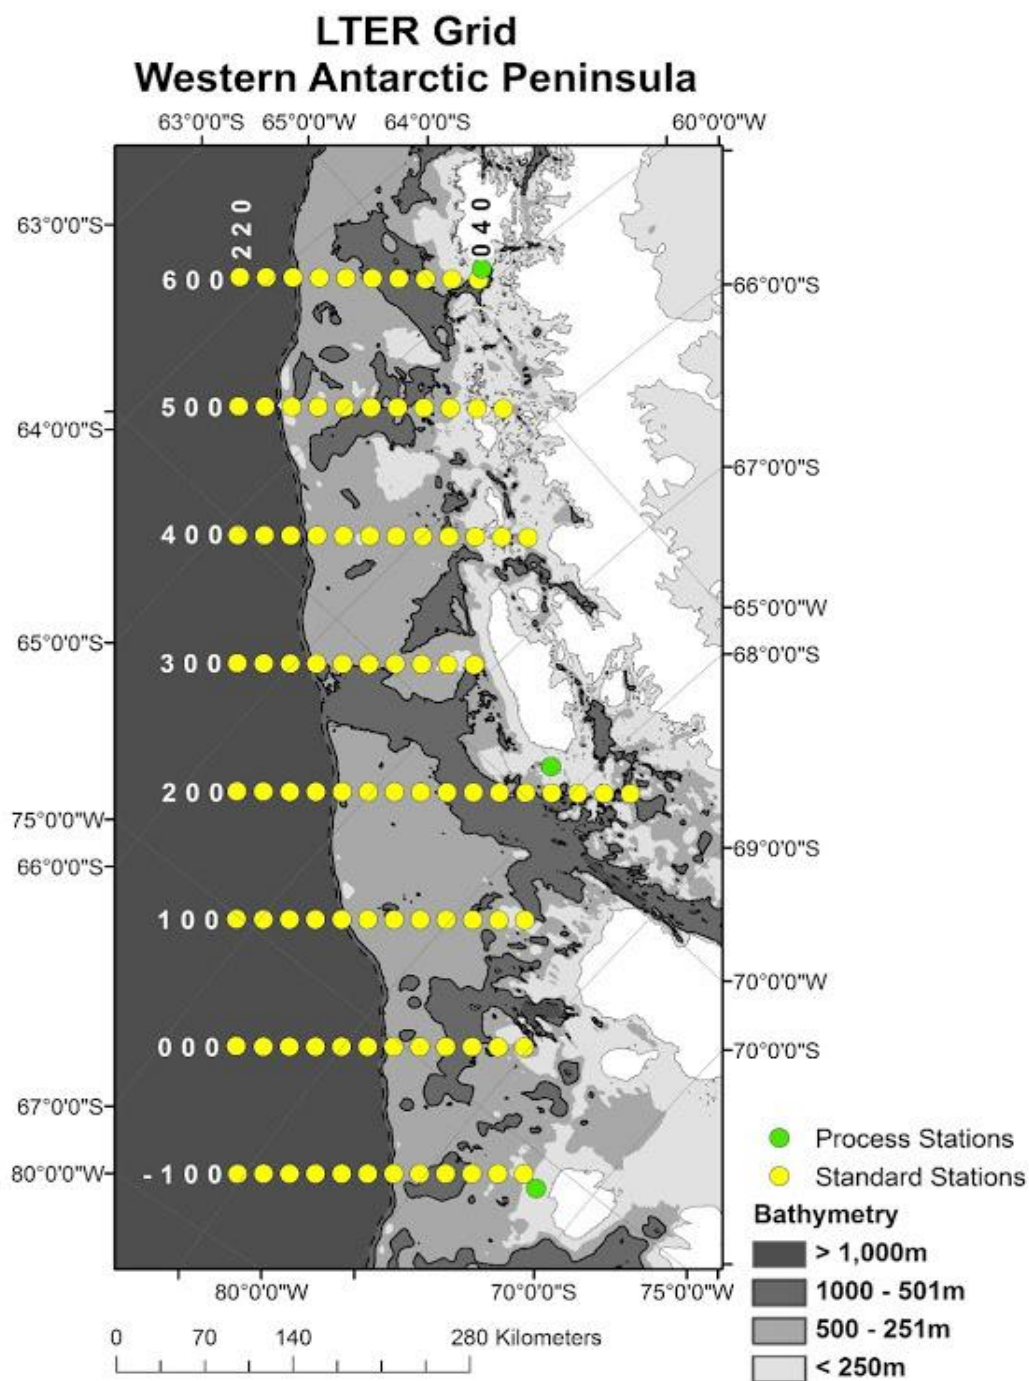 LTER Grid
Western Antarctic Peninsula
63°0'0"S 65°0'0"W 64°0'0"S 60°0'0"W
220
040
63°0'0"S
600
66°0'0"S
500
64°0'0"S
67°0'0"S
400
65°0'0"W
65°0'0"S
68°0'0"S
300
200
75°0'0"W
69°0'0"S
66°0'0"S
100
70°0'0"W
000
70°0'0"S
67°0'0"S
Process Stations
80°0'0"W
-100
Standard Stations
Bathymetry
> 1,000m
80°0'0"W 70°0'0"S 75°0'0"W
1000 - 501m
0 70 140 280 Kilometers
500 - 251m
< 250m